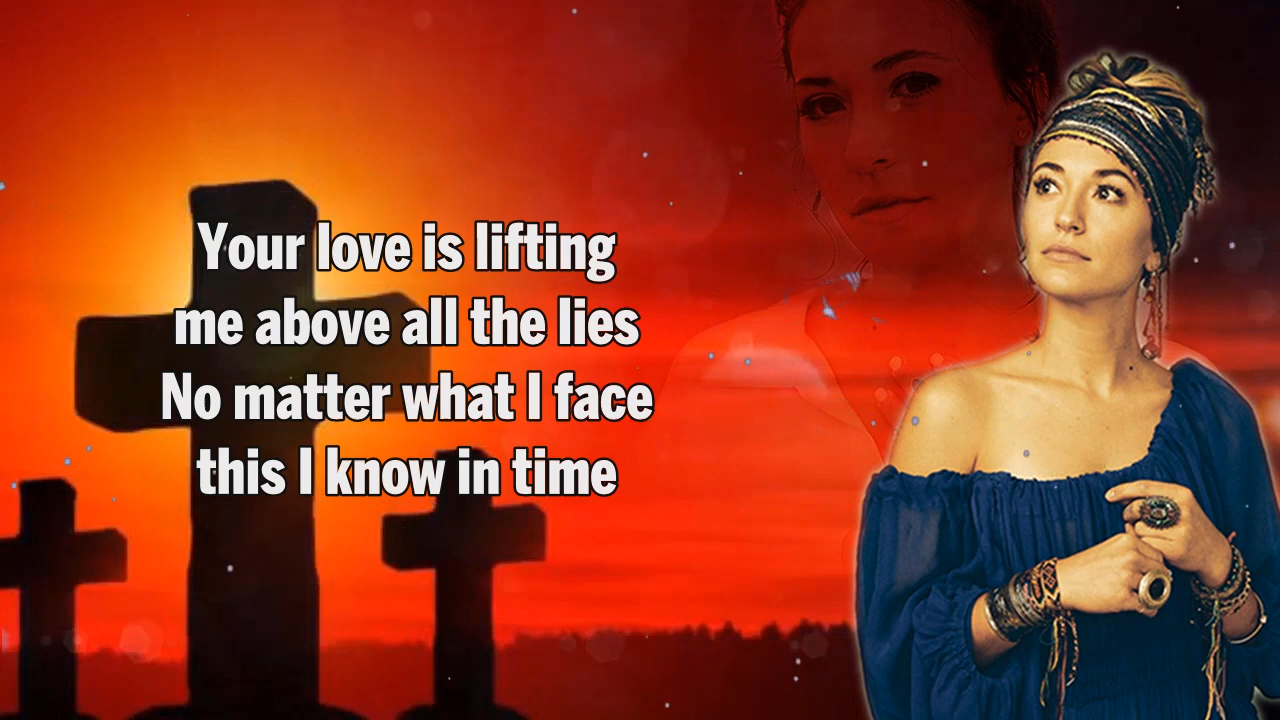 Your love is lifting
me above all the lies
No matter what I face
this I know in time